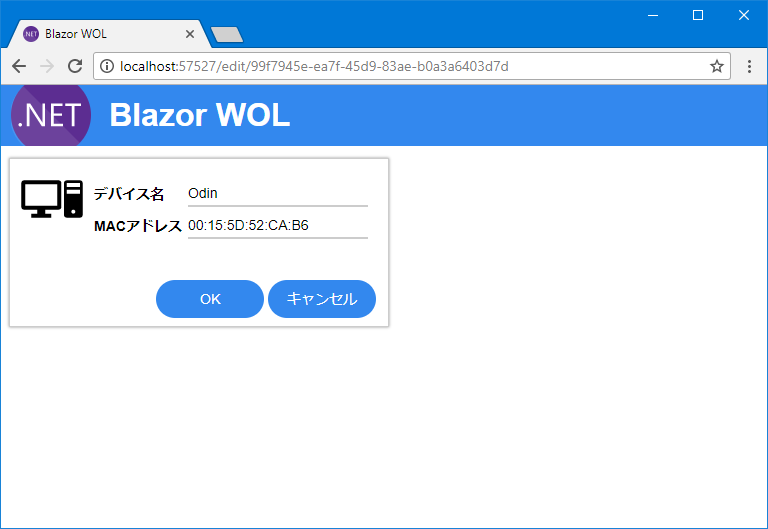 Blazor WOL
localhost:57527/edit/99f7945e-ea7f-45d9-83ae-b0a3a6403d7d
.NET Blazor WOL
デバイス名 Odin
MACアドレス 00:15:5D:52:CA:B6
OK キャンセル